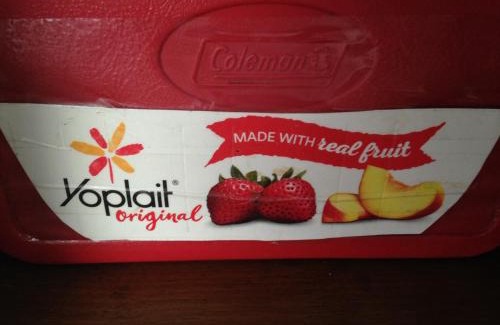 Coleman
MADE WITH real fruit
Yoplait®
original